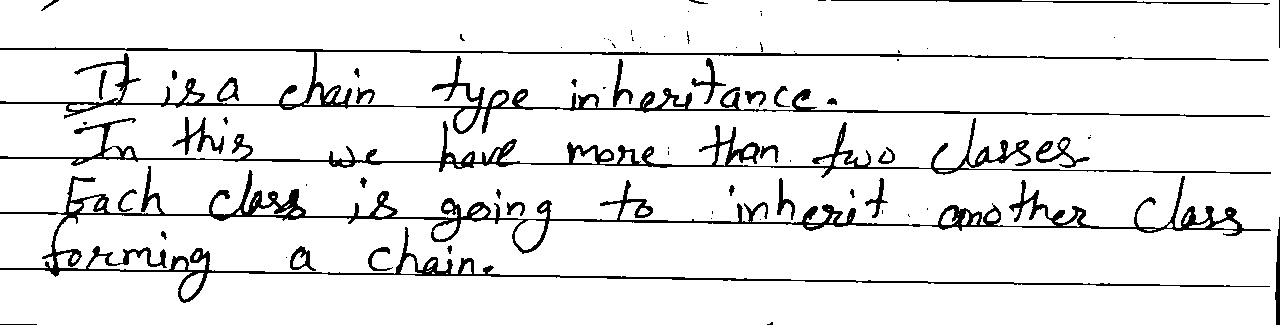 It is a chain type inheritance.
In this we have more than two classes.
Each class is going to inherit another class
forming a chain.